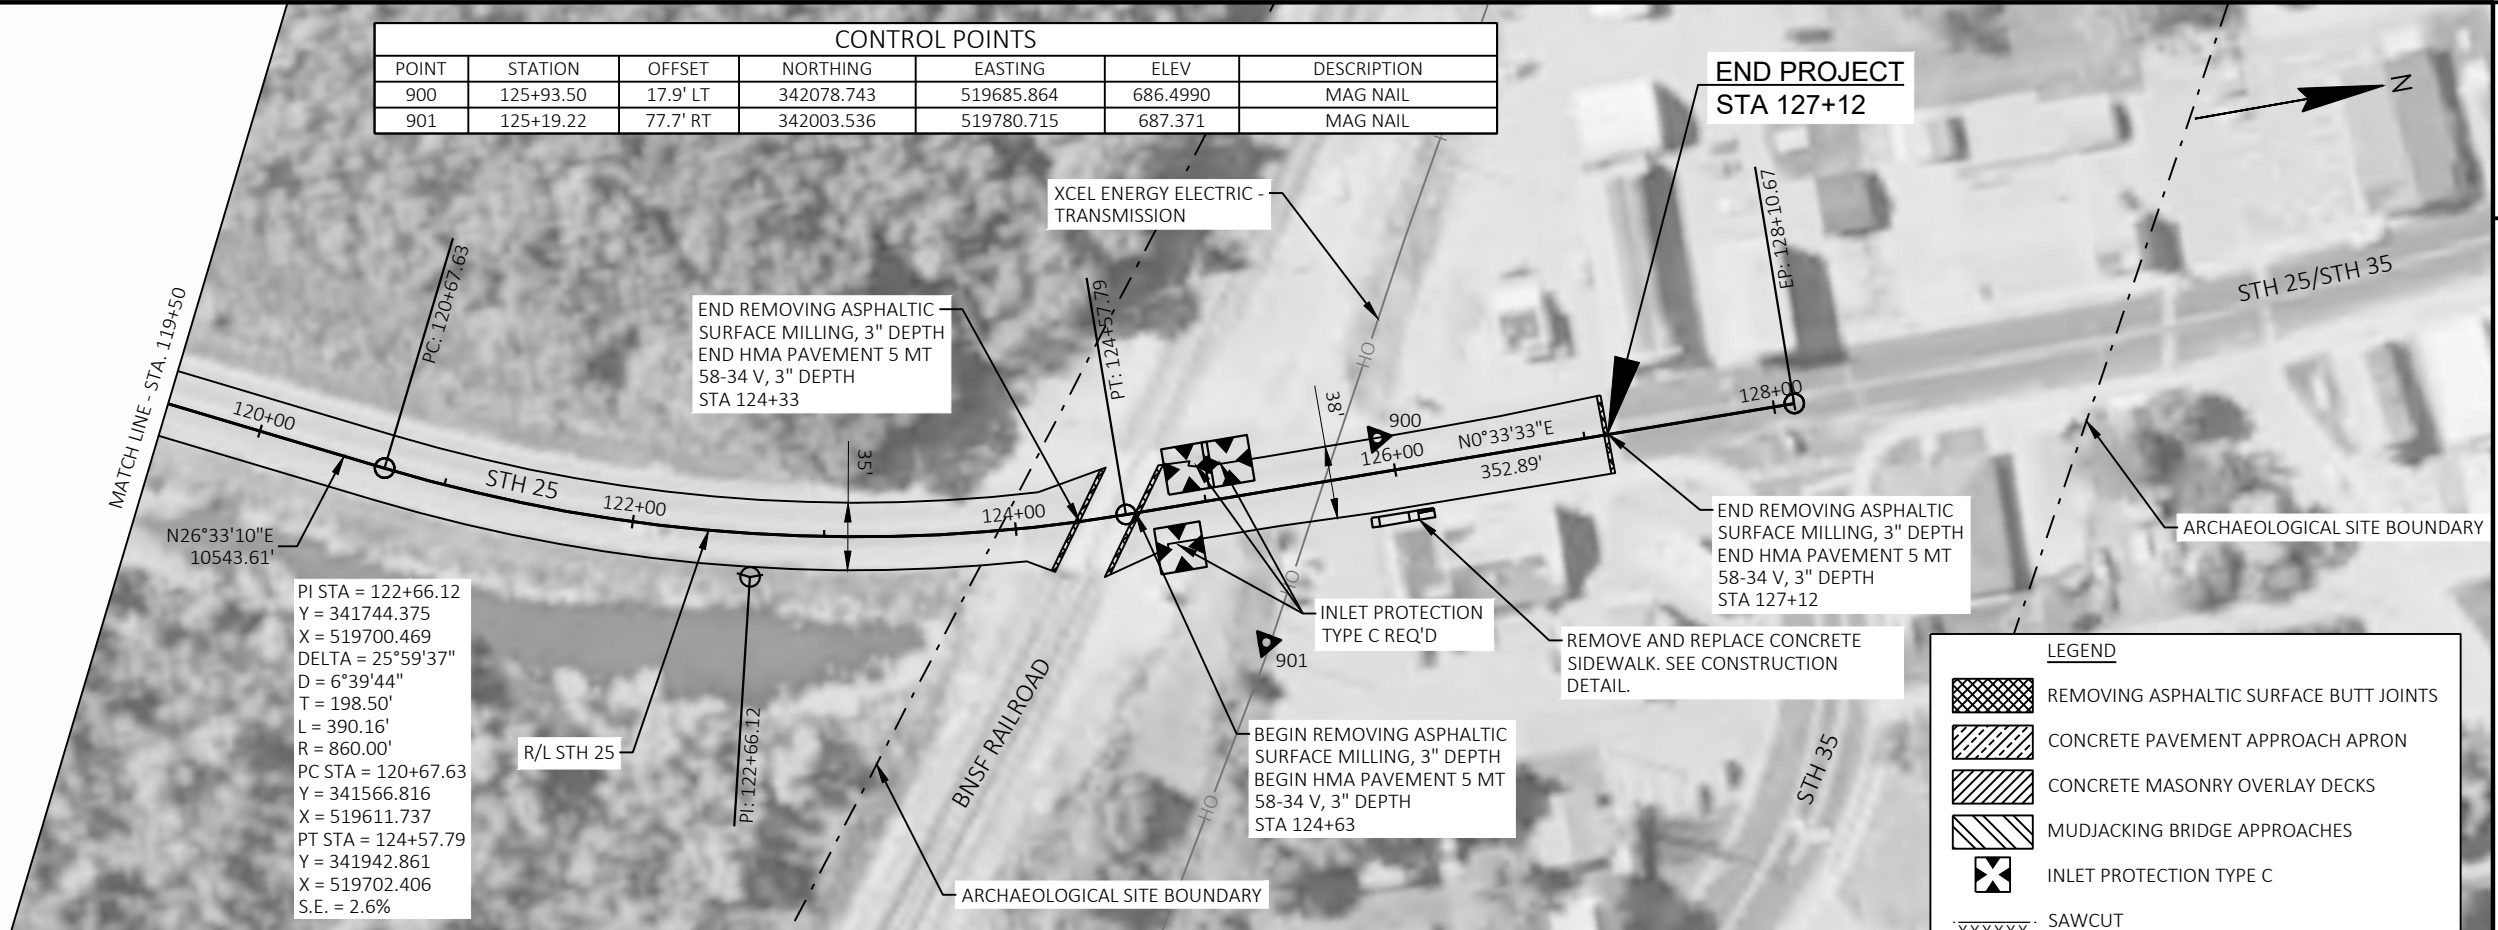 CONTROL POINTS
POINT STATION OFFSET NORTHING EASTING ELEV DESCRIPTION
900 125+93.50 17.9' LT 342078.743 519685.864 686.4990 MAG NAIL
901 125+19.22 77.7' RT 342003.536 519780.715 687.371 MAG NAIL
END PROJECT
STA 127+12
N
XCEL ENERGY ELECTRIC -
TRANSMISSION
EP: 128+10.67
STH 25/STH 35
MATCH LINE - STA. 119+50
PC: 120+67.63
END REMOVING ASPHALTIC
SURFACE MILLING, 3" DEPTH
END HMA PAVEMENT 5 MT
58-34 V, 3" DEPTH
STA 124+33
PT: 124+57.79
OH
38'
900
N0°33'33"E
128+00
126+00
352.89'
120+00
STH 25
122+00
35'
124+00
N26°33'10"E
10543.61'
END REMOVING ASPHALTIC
SURFACE MILLING, 3" DEPTH
END HMA PAVEMENT 5 MT
58-34 V, 3" DEPTH
STA 127+12
ARCHAEOLOGICAL SITE BOUNDARY
OH
PI STA = 122+66.12
Y = 341744.375
X = 519700.469
DELTA = 25°59'37"
D = 6°39'44"
T = 198.50'
L = 390.16'
R = 860.00'
PC STA = 120+67.63
Y = 341566.816
X = 519611.737
PT STA = 124+57.79
Y = 341942.861
X = 519702.406
S.E. = 2.6%
INLET PROTECTION
TYPE C REQ'D
REMOVE AND REPLACE CONCRETE
SIDEWALK. SEE CONSTRUCTION
DETAIL.
901
R/L STH 25
PI: 122+66.12
BNSF RAILROAD
BEGIN REMOVING ASPHALTIC
SURFACE MILLING, 3" DEPTH
BEGIN HMA PAVEMENT 5 MT
58-34 V, 3" DEPTH
STA 124+63
OH
STH 35
ARCHAEOLOGICAL SITE BOUNDARY
LEGEND
REMOVING ASPHALTIC SURFACE BUTT JOINTS
CONCRETE PAVEMENT APPROACH APRON
CONCRETE MASONRY OVERLAY DECKS
MUDJACKING BRIDGE APPROACHES
INLET PROTECTION TYPE C
SAWCUT